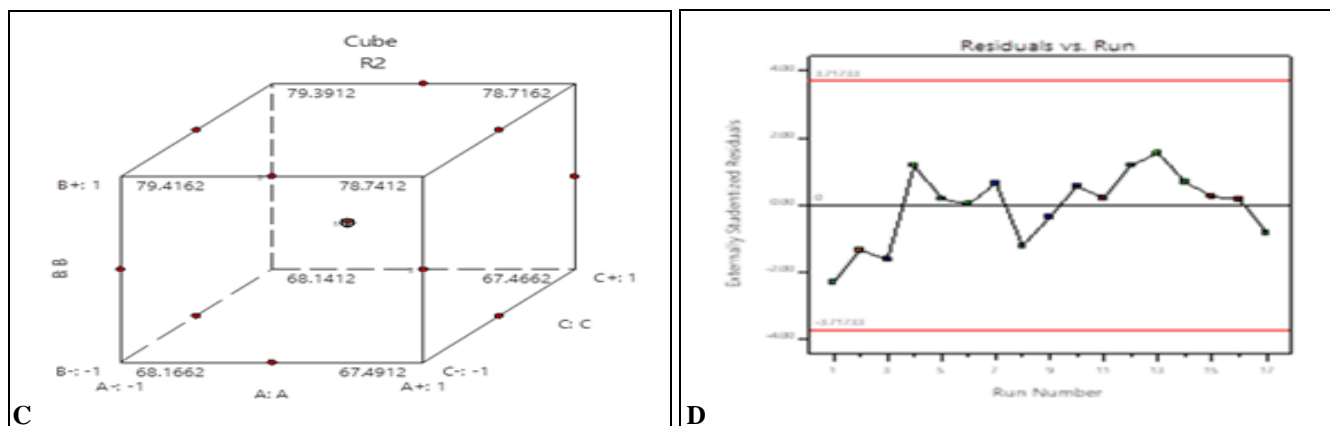 Cube
R2
79.3912
78.7162
B+: 1
79.4162
78.7412
B: B
68.1412
67.4662
C+: 1
C: C
B-: -1
68.1662
67.4912
C-: -1
A-: -1
A: A
A+: 1
C
Residuals vs. Run
Externally Studentized Residuals
4.00
3.71733
2.00
0
0.00
-2.00
-3.71733
-4.00
1 3 5 7 9 11 13 15 17
Run Number
D